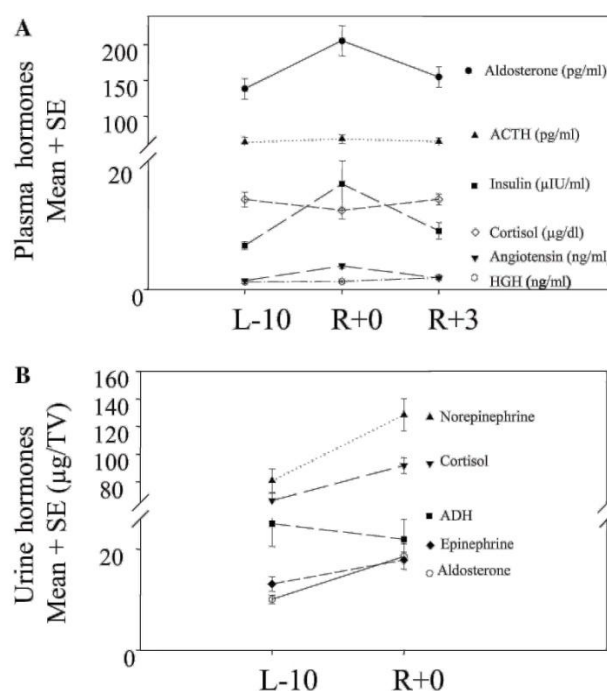 A
Plasma hormones
Mean + SE
200
150
100
20
0
Aldosterone (pg/ml)
ACTH (pg/ml)
Insulin (µIU/ml)
Cortisol (µg/dl)
Angiotensin (ng/ml)
HGH (ng/ml)
L-10 R+0 R+3
B
Urine hormones
Mean + SE (µg/TV)
160
140
120
100
80
60
20
0
Norepinephrine
Cortisol
ADH
Epinephrine
Aldosterone
L-10 R+0